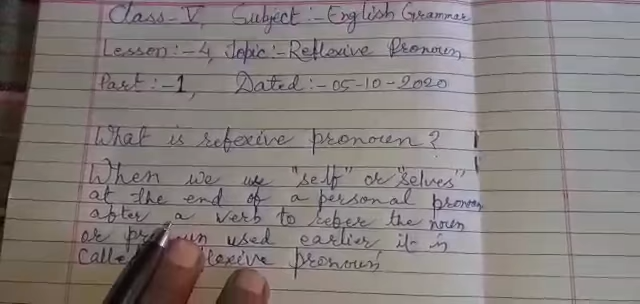 Class-V, Subject:-English Grammar
Lesson:-4, Topic:-Reflexive Pronoun
Part:-1, Dated:-05-10-2020
What is refexive pronoun?
When we use "self" or "selves"
at the end of a personal pronoun
after a verb to refer the noun
or pronoun used earlier it is
called pronoun